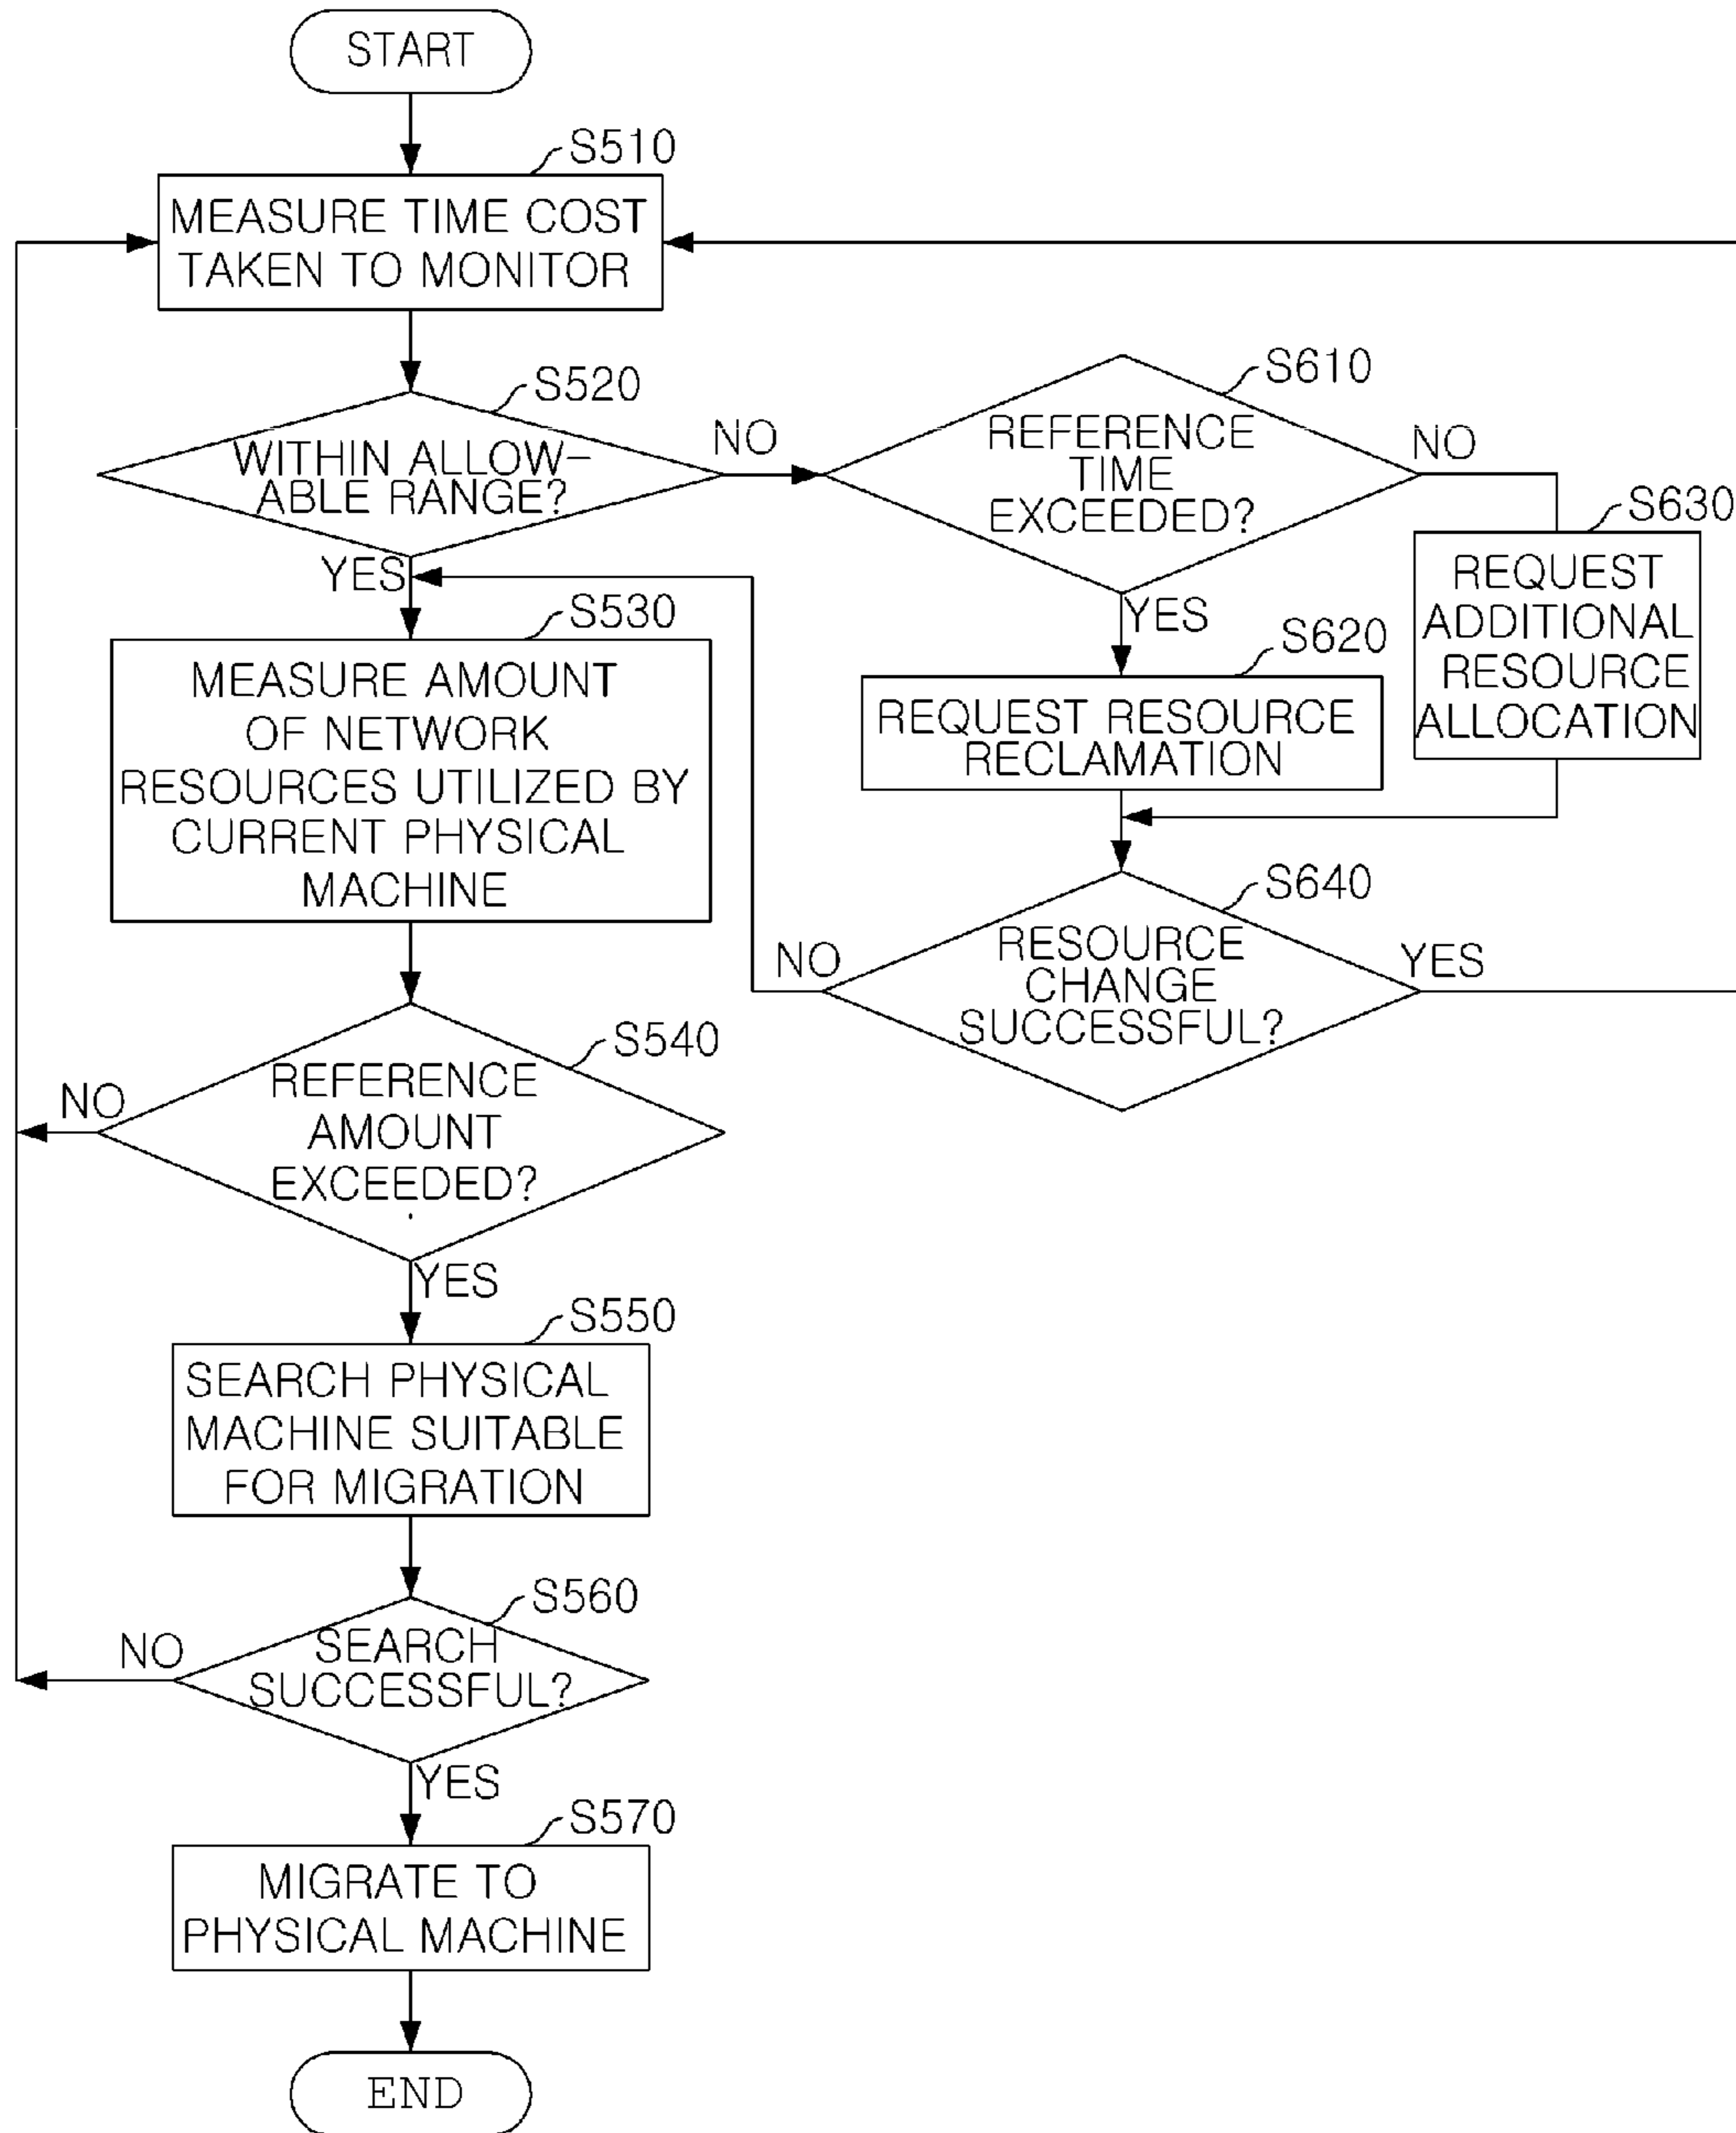 START
S510
MEASURE TIME COST
TAKEN TO MONITOR
S520
WITHIN ALLOW-
ABLE RANGE?
NO
YES
S610
REFERENCE
TIME
EXCEEDED?
NO
YES
S630
REQUEST
ADDITIONAL
RESOURCE
ALLOCATION
S620
REQUEST RESOURCE
RECLAMATION
S530
MEASURE AMOUNT
OF NETWORK
RESOURCES UTILIZED BY
CURRENT PHYSICAL
MACHINE
S640
RESOURCE
CHANGE
SUCCESSFUL?
NO
YES
S540
REFERENCE
AMOUNT
EXCEEDED?
NO
YES
S550
SEARCH PHYSICAL
MACHINE SUITABLE
FOR MIGRATION
S560
SEARCH
SUCCESSFUL?
NO
YES
S570
MIGRATE TO
PHYSICAL MACHINE
END